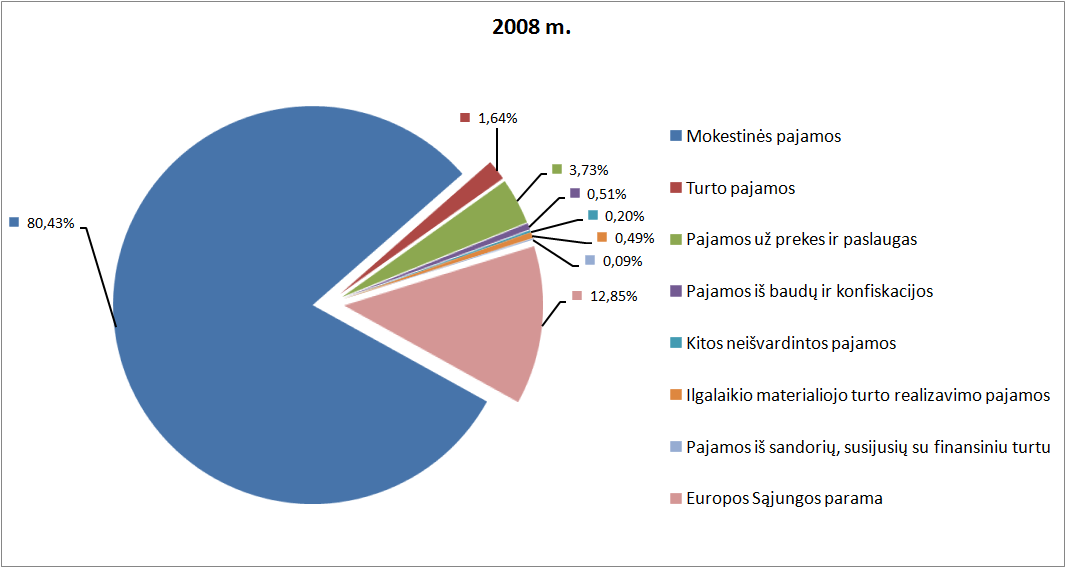 2008 m.
1,64%
3,73%
0,51%
0,20%
0,49%
0,09%
12,85%
80,43%
Mokestinės pajamos
Turto pajamos
Pajamos už prekes ir paslaugas
Pajamos iš baudų ir konfiskacijos
Kitos neišvardintos pajamos
Ilgalaikio materialiojo turto realizavimo pajamos
Pajamos iš sandorių, susijusių su finansiniu turtu
Europos Sąjungos parama